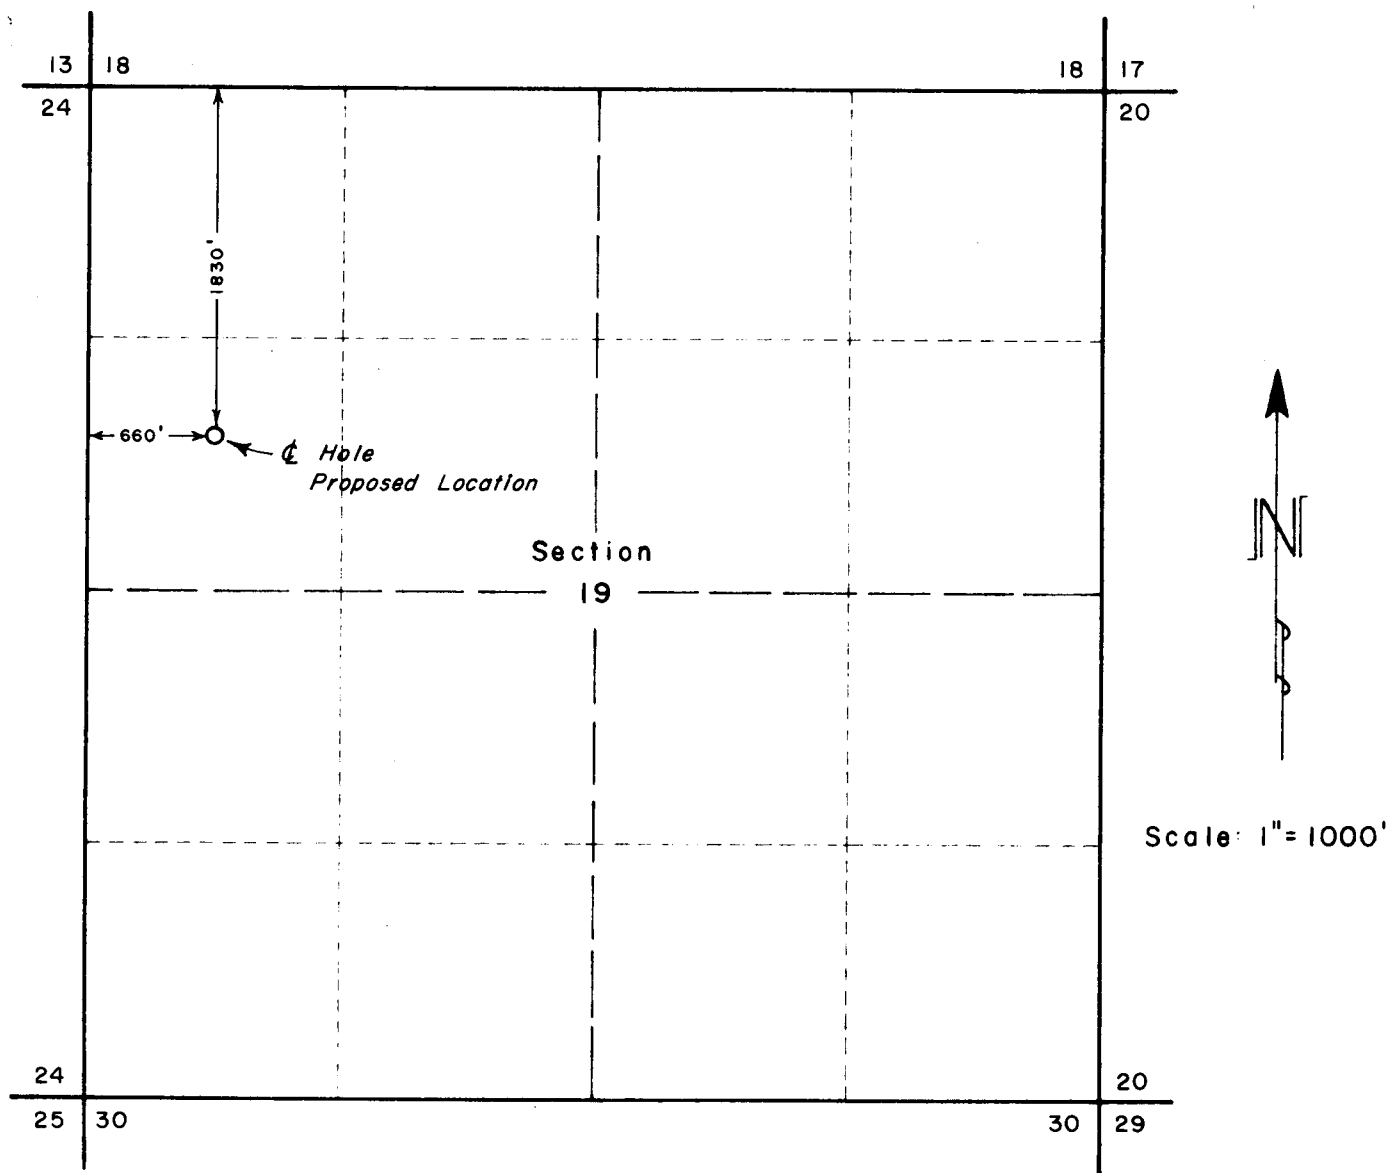 13 18
18 17
24
20
1830'
660'
℄ Hole
Proposed Location
Section
19
N
Scale: 1"=1000'
24
20
25 30
30 29